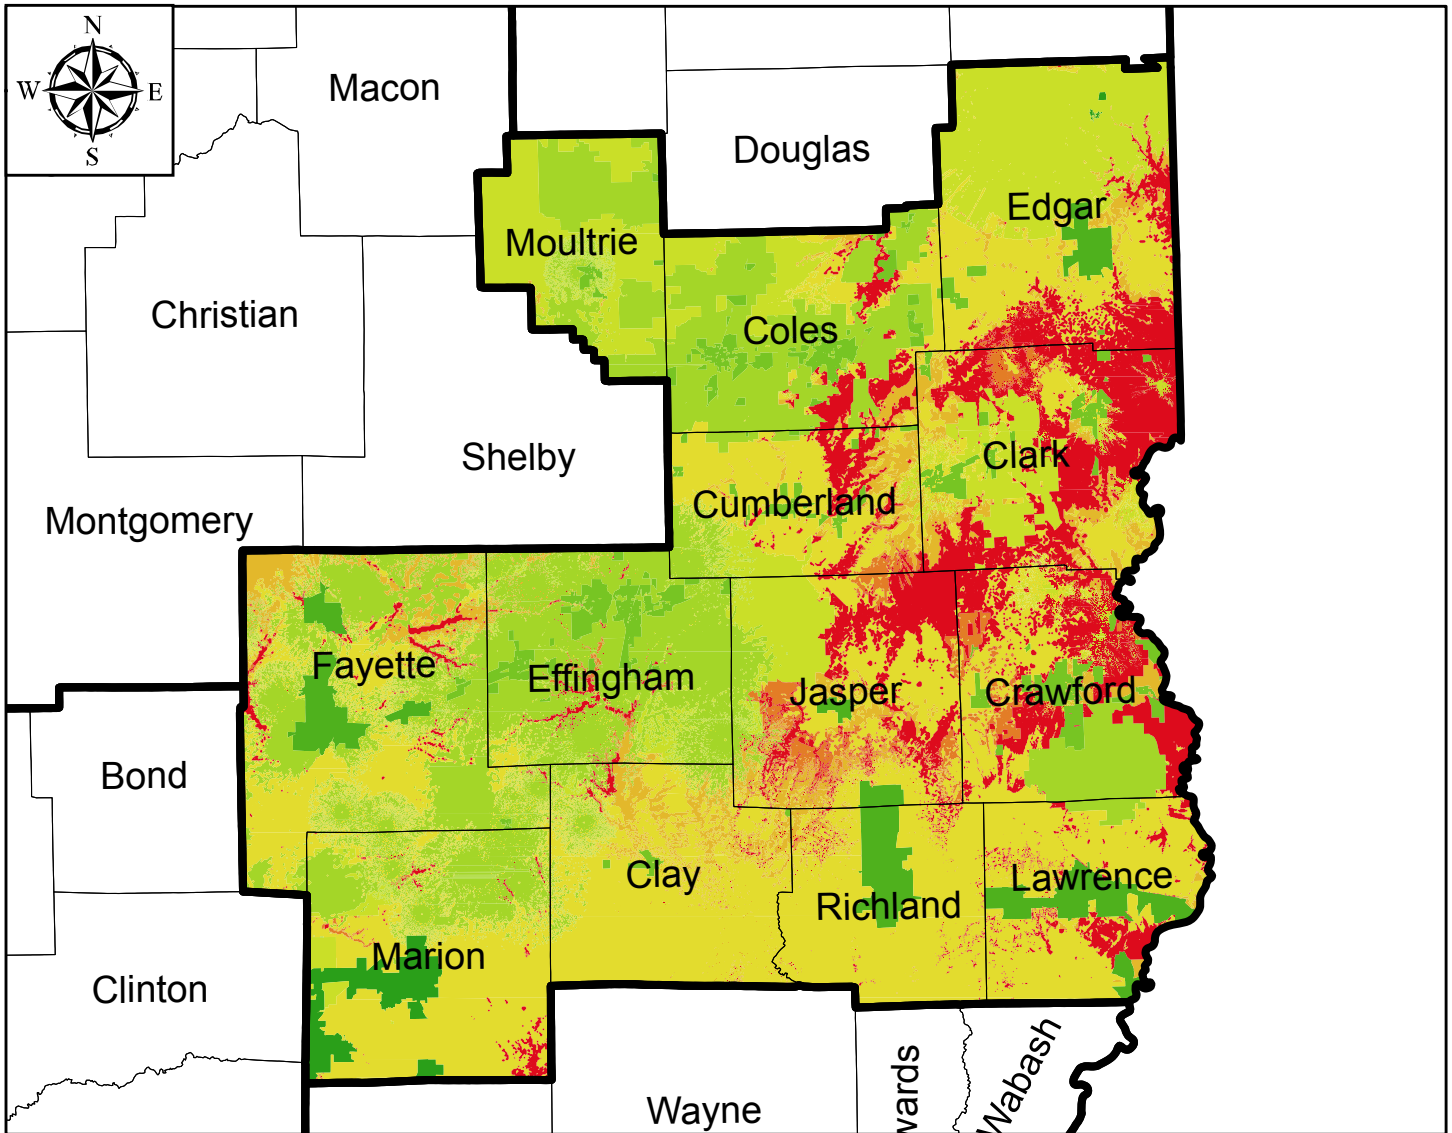 N
W E
S
Macon
Douglas
Edgar
Moultrie
Christian
Coles
Shelby
Clark
Cumberland
Montgomery
Fayette
Effingham
Jasper
Crawford
Bond
Clay
Lawrence
Richland
Marion
Clinton
wards
Wabash
Wayne